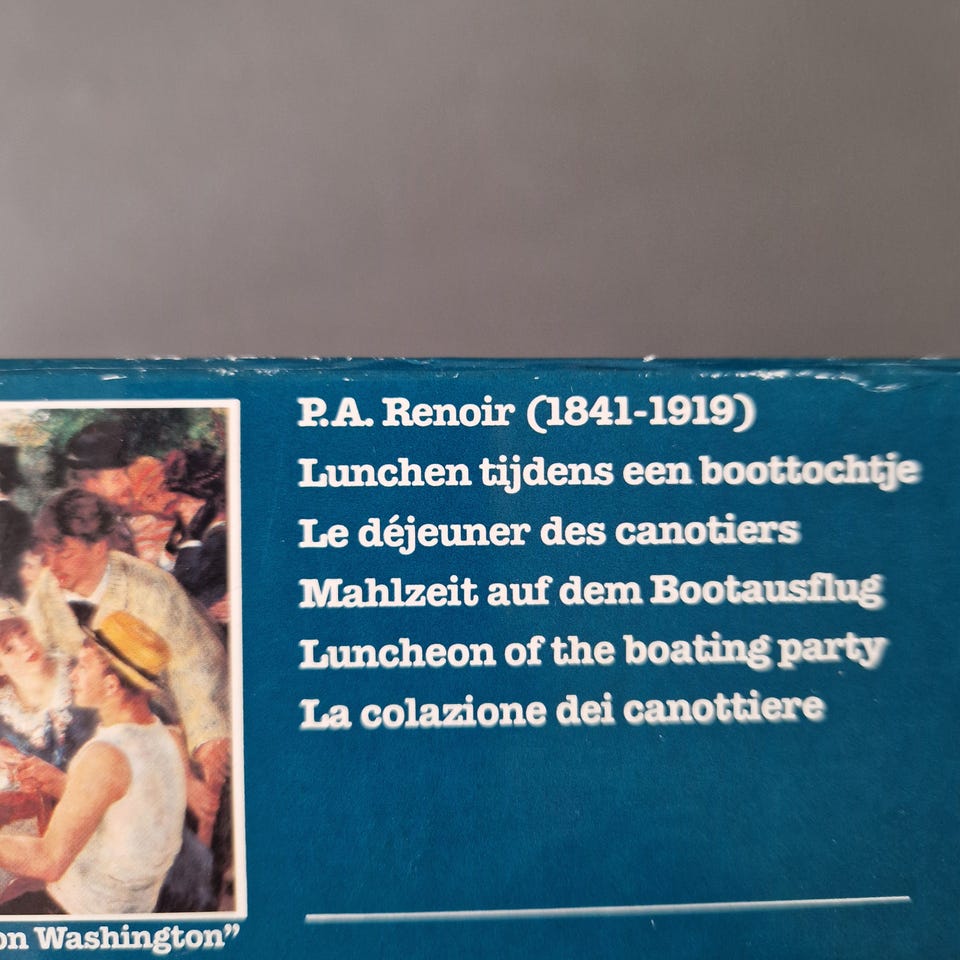 P.A. Renoir (1841-1919)
Lunchen tijdens een boottochtje
Le déjeuner des canotiers
Mahlzeit auf dem Bootausflug
Luncheon of the boating party
La colazione dei canottiere
on Washington”